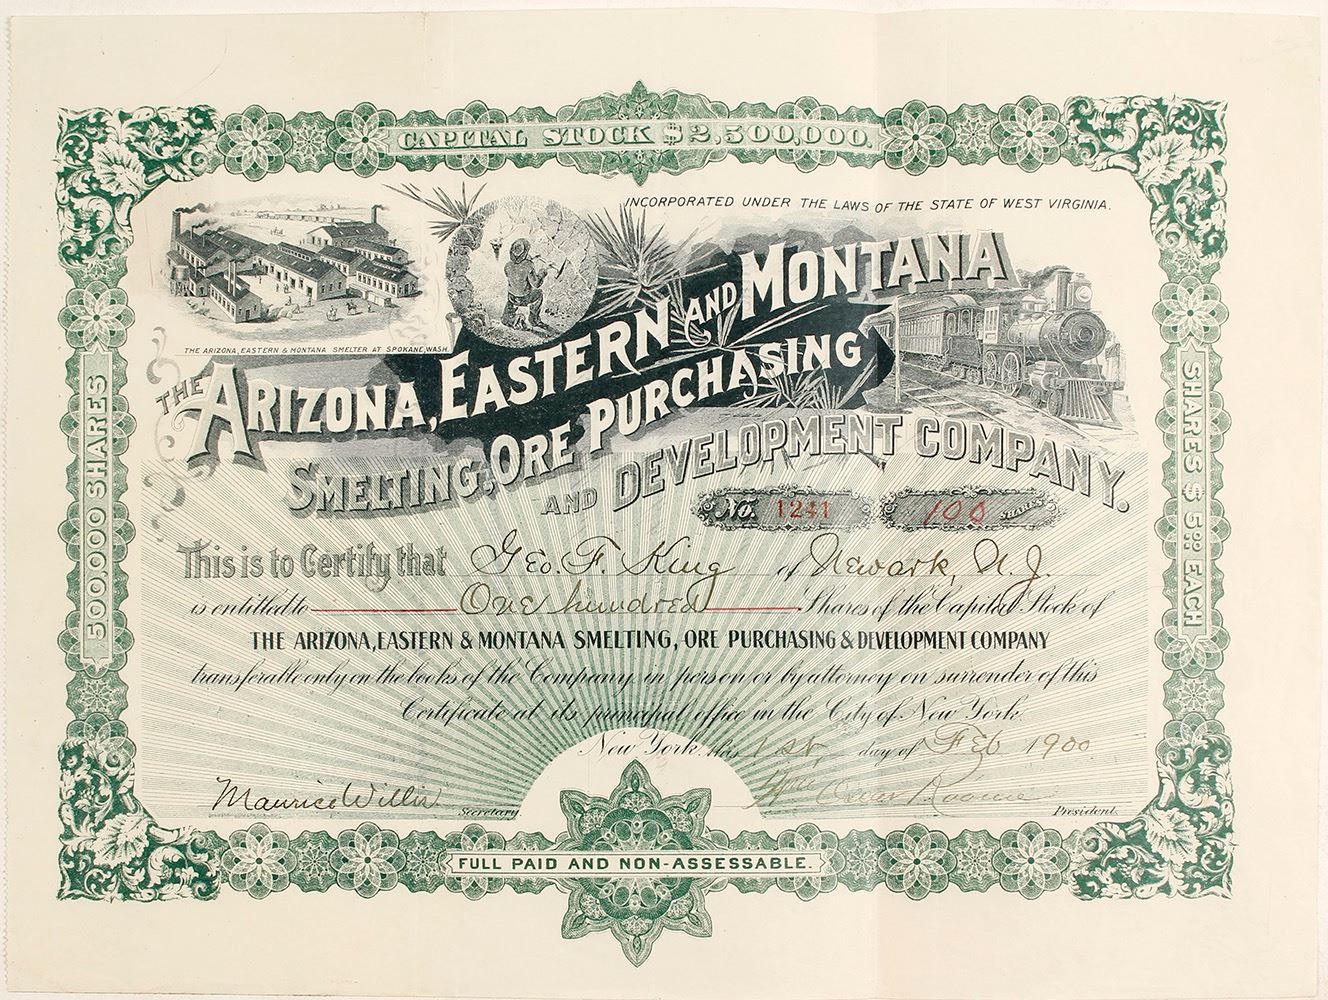 CAPITAL STOCK $2,500,000.
INCORPORATED UNDER THE LAWS OF THE STATE OF WEST VIRGINIA.
THE ARIZONA, EASTERN & MONTANA SMELTER AT SPOKANE, WASH.
THE ARIZONA, EASTERN AND MONTANA
SMELTING, ORE PURCHASING
AND DEVELOPMENT COMPANY.
500,000 SHARES
SHARES $ 5.00 EACH
No. 1241 100 SHARES
This is to Certify that Geo. F. King of Newark, N.J.
is entitled to One hundred Shares of the Capital Stock of
THE ARIZONA, EASTERN & MONTANA SMELTING, ORE PURCHASING & DEVELOPMENT COMPANY
transferable only on the books of the Company in person or by attorney on surrender of this
Certificate at its principal office in the City of New York.
New York, this 1st day of Feb 1900
Maurice Willis Secretary
President.
FULL PAID AND NON-ASSESSABLE.